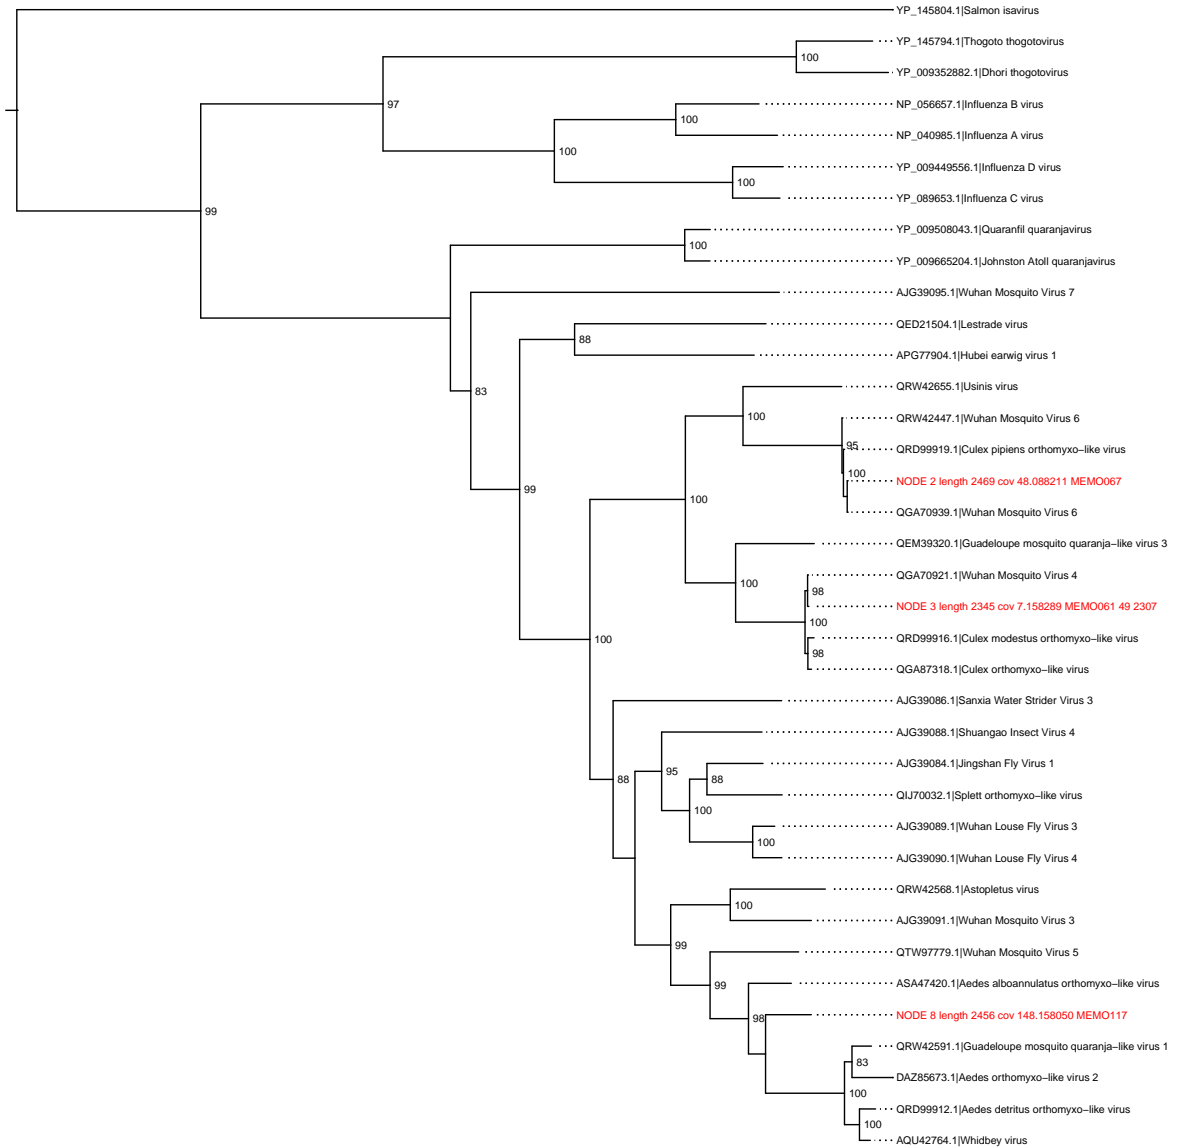 YP_145804.1|Salmon isavirus
YP_145794.1|Thogoto thogotovirus
100
YP_009352882.1|Dhori thogotovirus
97
NP_056657.1|Influenza B virus
100
NP_040985.1|Influenza A virus
100
YP_009449556.1|Influenza D virus
100
YP_089653.1|Influenza C virus
99
YP_009508043.1|Quaranfil quaranjavirus
100
YP_009665204.1|Johnston Atoll quaranjavirus
AJG39095.1|Wuhan Mosquito Virus 7
QED21504.1|Lestrade virus
88
APG77904.1|Hubei earwig virus 1
83
QRW42655.1|Usinis virus
100
QRW42447.1|Wuhan Mosquito Virus 6
95
QRD99919.1|Culex pipiens orthomyxo−like virus
100
NODE 2 length 2469 cov 48.088211 MEMO067
99
100
QGA70939.1|Wuhan Mosquito Virus 6
QEM39320.1|Guadeloupe mosquito quaranja−like virus 3
100
QGA70921.1|Wuhan Mosquito Virus 4
98
NODE 3 length 2345 cov 7.158289 MEMO061 49 2307
100
100
QRD99916.1|Culex modestus orthomyxo−like virus
98
QGA87318.1|Culex orthomyxo−like virus
AJG39086.1|Sanxia Water Strider Virus 3
AJG39088.1|Shuangao Insect Virus 4
AJG39084.1|Jingshan Fly Virus 1
88
95
88
QIJ70032.1|Splett orthomyxo−like virus
100
AJG39089.1|Wuhan Louse Fly Virus 3
100
AJG39090.1|Wuhan Louse Fly Virus 4
QRW42568.1|Astopletus virus
100
AJG39091.1|Wuhan Mosquito Virus 3
99
QTW97779.1|Wuhan Mosquito Virus 5
99
ASA47420.1|Aedes alboannulatus orthomyxo−like virus
98
NODE 8 length 2456 cov 148.158050 MEMO117
QRW42591.1|Guadeloupe mosquito quaranja−like virus 1
83
DAZ85673.1|Aedes orthomyxo−like virus 2
100
QRD99912.1|Aedes detritus orthomyxo−like virus
100
AQU42764.1|Whidbey virus